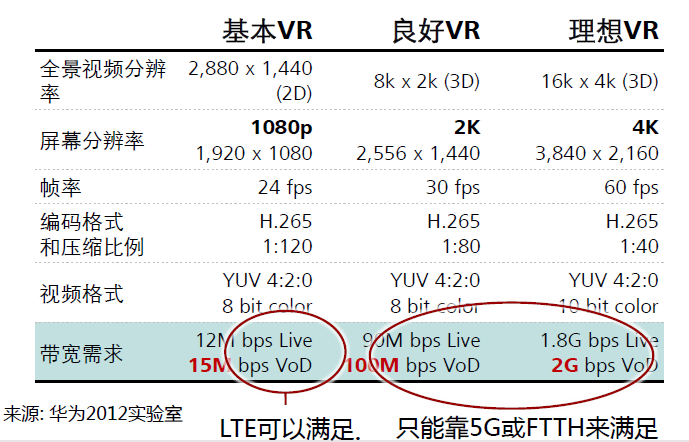 基本VR 良好VR 理想VR
全景视频分辨率 2,880 x 1,440 (2D) 8k x 2k (3D) 16k x 4k (3D)
屏幕分辨率 1080p 1,920 x 1080 2K 2,556 x 1,440 4K 3,840 x 2,160
帧率 24 fps 30 fps 60 fps
编码格式和压缩比例 H.265 1:120 H.265 1:80 H.265 1:40
视频格式 YUV 4:2:0 8 bit color YUV 4:2:0 8 bit color YUV 4:2:0 10 bit color
带宽需求 12M bps Live 15M bps VoD 90M bps Live 100M bps VoD 1.8G bps Live 2G bps VoD
来源: 华为2012实验室
LTE可以满足. 只能靠5G或FTTH来满足